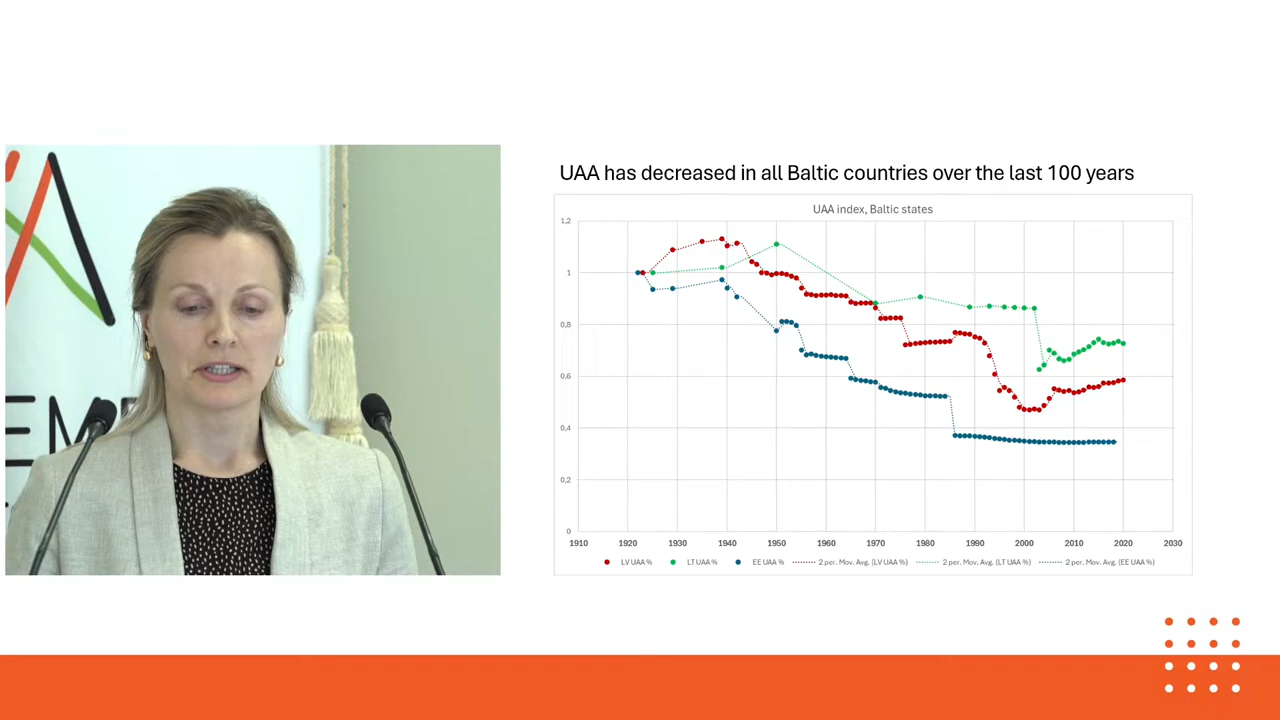 EM
UAA has decreased in all Baltic countries over the last 100 years
UAA index, Baltic states
1,2
1
0,8
0,6
0,4
0,2
0
1910 1920 1930 1940 1950 1960 1970 1980 1990 2000 2010 2020 2030
LV UAA % LT UAA % EE UAA % 2 per. Mov. Avg. (LV UAA %) 2 per. Mov. Avg. (LT UAA %) 2 per. Mov. Avg. (EE UAA %)